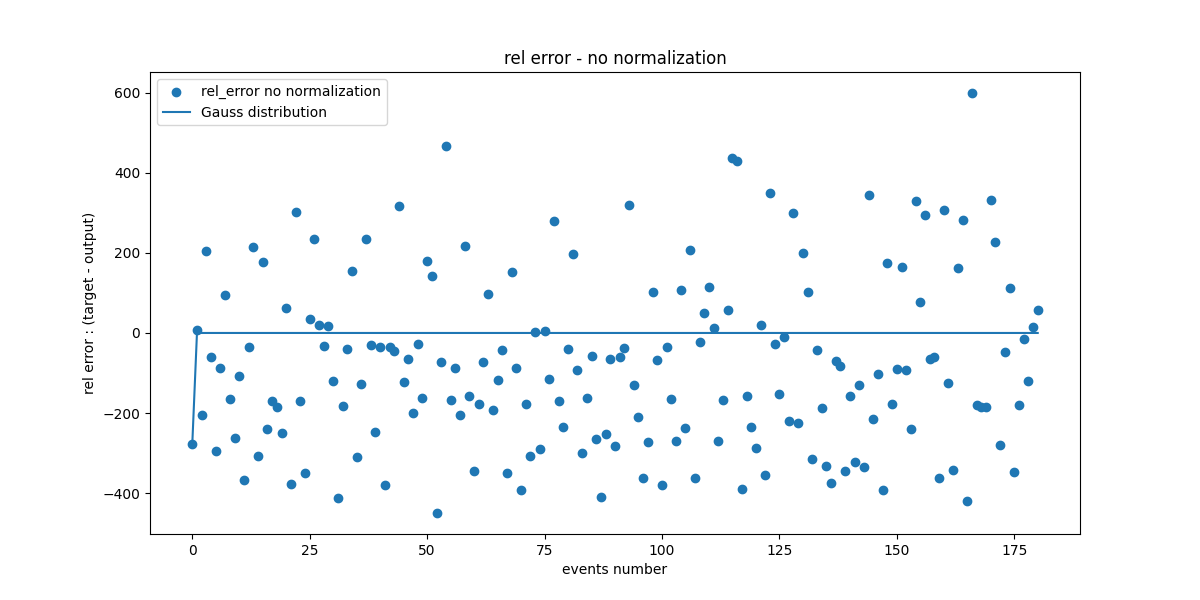 rel error - no normalization
rel_error no normalization
Gauss distribution
600
400
200
0
−200
−400
rel error : (target - output)
0 25 50 75 100 125 150 175
events number